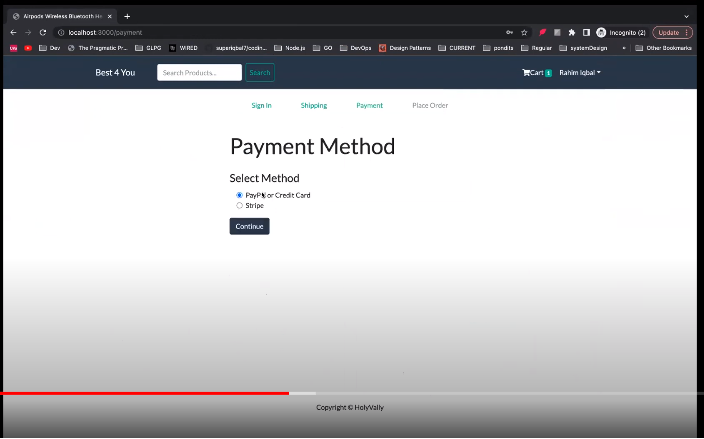 Airpods Wireless Bluetooth He
localhost:3000/payment
Incognito (2)
Update
Dev
The Pragmatic Pr...
GLPG
WIRED
superiqbal7/codin...
Node.js
GO
DevOps
Design Patterns
CURRENT
pondits
Regular
systemDesign
»
Other Bookmarks
Best 4 You
Search Products...
Search
Cart 1
Rahim Iqbal
Sign In
Shipping
Payment
Place Order
Payment Method
Select Method
PayPal or Credit Card
Stripe
Continue
Copyright © HolyVally